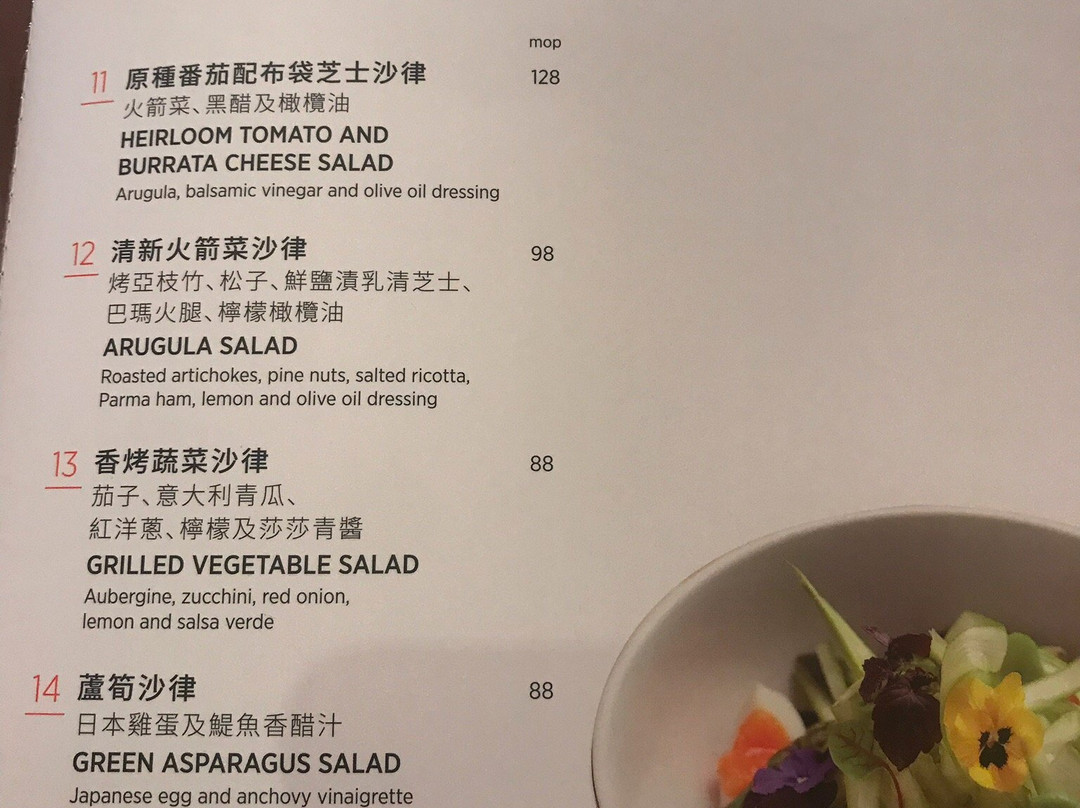 mop
11 原種番茄配布袋芝士沙律 128
火箭菜、黑醋及橄欖油
HEIRLOOM TOMATO AND
BURRATA CHEESE SALAD
Arugula, balsamic vinegar and olive oil dressing
12 清新火箭菜沙律 98
烤亞枝竹、松子、鮮鹽漬乳清芝士、
巴瑪火腿、檸檬橄欖油
ARUGULA SALAD
Roasted artichokes, pine nuts, salted ricotta,
Parma ham, lemon and olive oil dressing
13 香烤蔬菜沙律 88
茄子、意大利青瓜、
紅洋蔥、檸檬及莎莎青醬
GRILLED VEGETABLE SALAD
Aubergine, zucchini, red onion,
lemon and salsa verde
14 蘆筍沙律 88
日本雞蛋及鯷魚香醋汁
GREEN ASPARAGUS SALAD
Japanese egg and anchovy vinaigrette